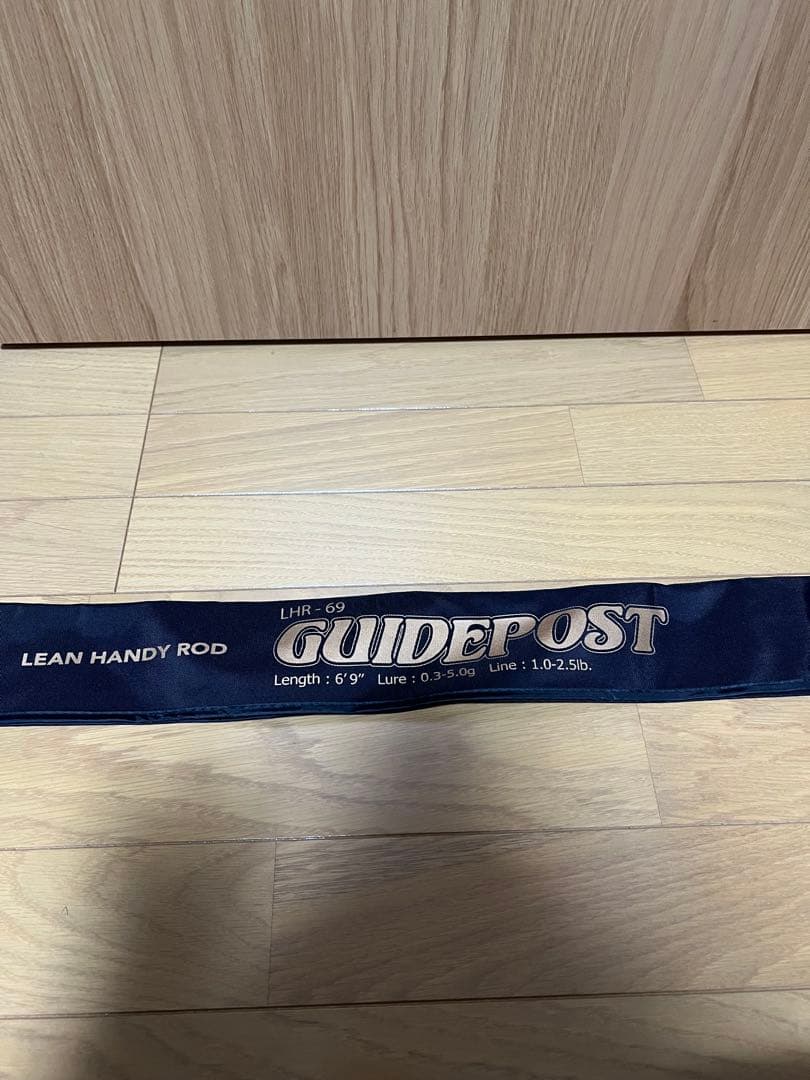 LEAN HANDY ROD
LHR - 69
GUIDEPOST
Length : 6'9" Lure : 0.3-5.0g Line : 1.0-2.5lb.